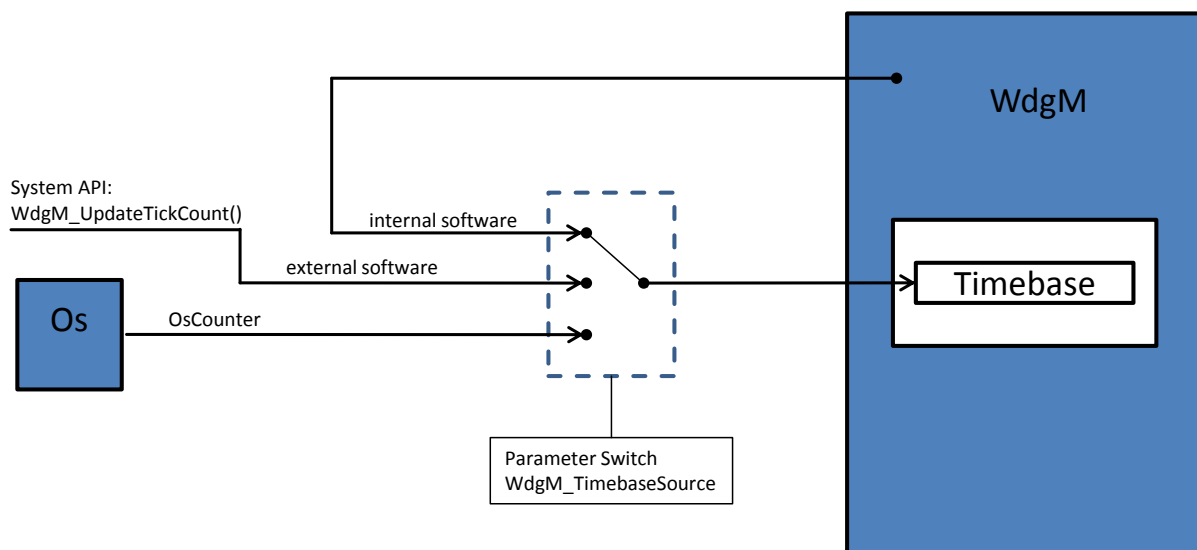 WdgM
System API:
WdgM_UpdateTickCount()
internal software
external software
Timebase
Os
OsCounter
Parameter Switch
WdgM_TimebaseSource